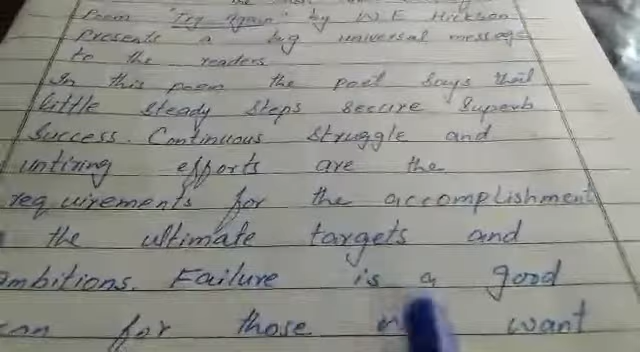 Poem "Try Again" by W E Hickson
Presents a big universal message
to the readers
In this poem the poet says that
little steady steps secure superb
success. Continuous struggle and
untiring efforts are the
requirements for the accomplishment
the ultimate targets and
ambitions. Failure is a good
for those want